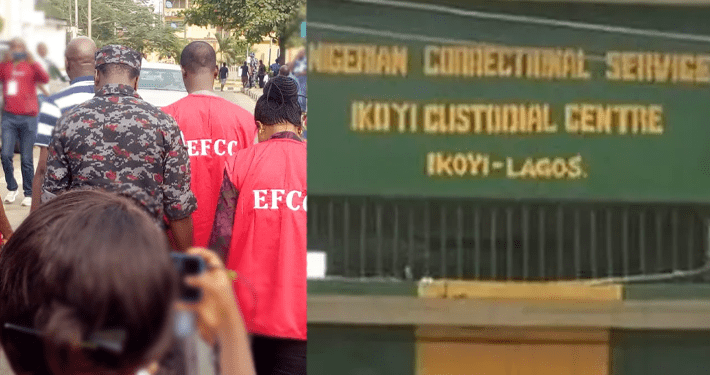 EFCC
EFCC
NIGERIAN CORRECTIONAL SERVICE
IKOYI CUSTODIAL CENTRE
IKOYI-LAGOS.